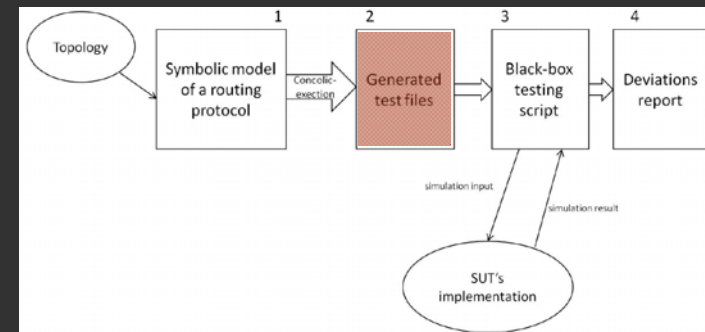 1
2
3
4
Topology
Symbolic model
of a routing
protocol
Concolic-
exection
Generated
test files
Black-box
testing
script
Deviations
report
simulation input
simulation result
SUT's
implementation